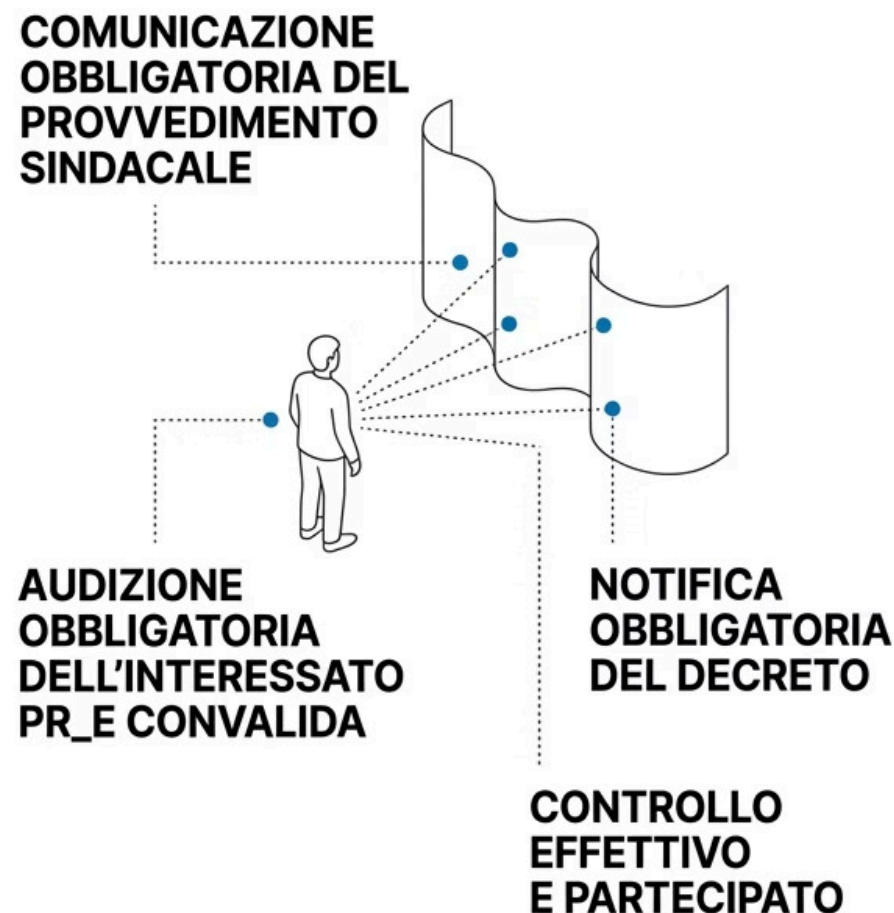 COMUNICAZIONE
OBBLIGATORIA DEL
PROVVEDIMENTO
SINDACALE
AUDIZIONE
OBBLIGATORIA
DELL’INTERESSATO
PR_E CONVALIDA
NOTIFICA
OBBLIGATORIA
DEL DECRETO
CONTROLLO
EFFETTIVO
E PARTECIPATO